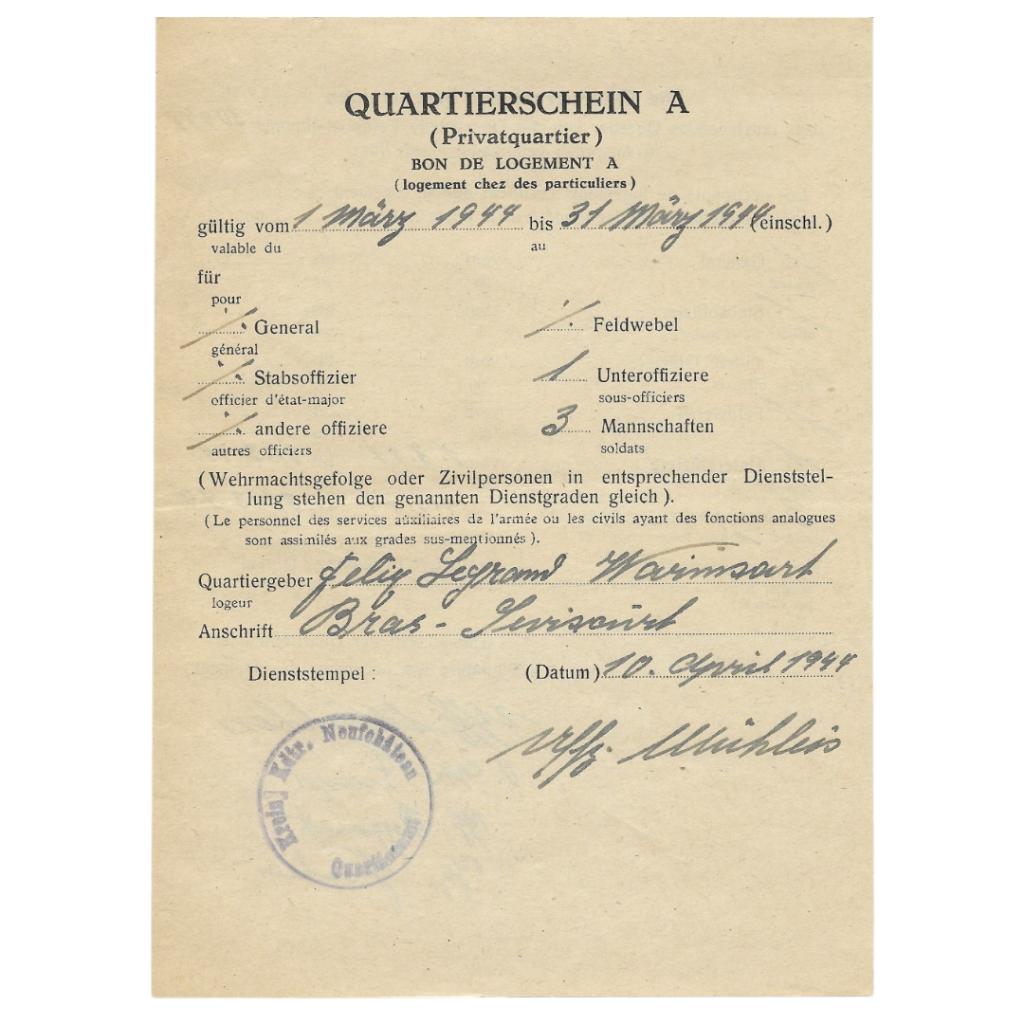 QUARTIERSCHEIN A
(Privatquartier)
BON DE LOGEMENT A
(logement chez des particuliers)
gültig vom 1 März 1944 bis 31 März 1944 (einschl.)
valable du au
für
pour
./. General ./. Feldwebel
général
./. Stabsoffizier 1 Unteroffiziere
officier d'état-major sous-officiers
./. andere offiziere 3 Mannschaften
autres officiers soldats
(Wehrmachtsgefolge oder Zivilpersonen in entsprechender Dienststel-
lung stehen den genannten Dienstgraden gleich).
(Le personnel des services auxiliaires de l'armée ou les civils ayant des fonctions analogues
sont assimilés aux grades sus-mentionnés).
Quartiergeber Felix Legrand Warinsart
logeur
Anschrift Bras-
Dienststempel: (Datum) 10. April 1944
Uffz. Mühleis
Kdtr. Neufchâteau